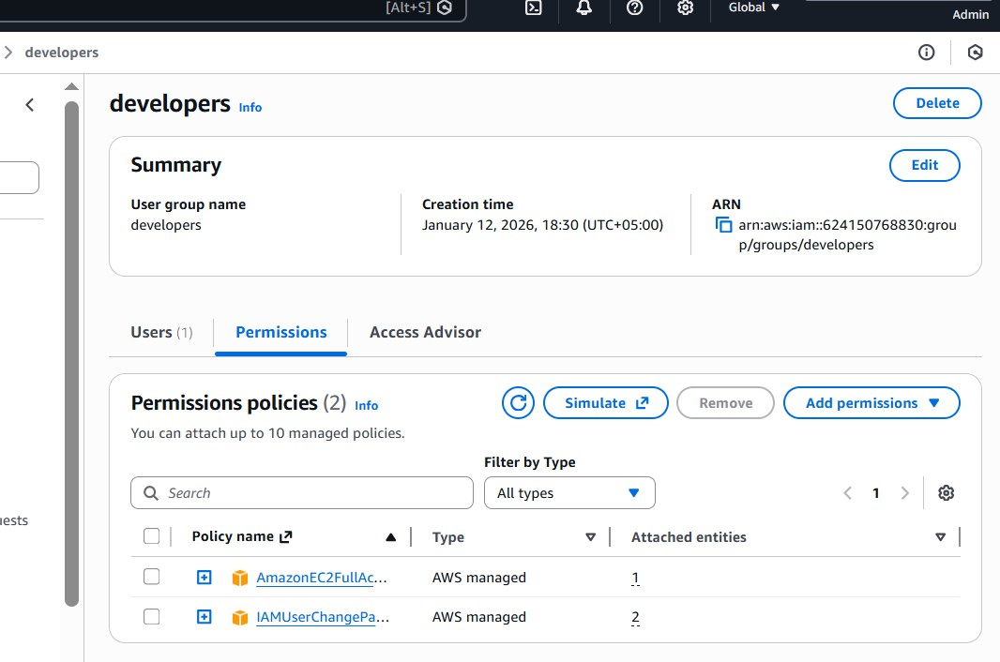 [Alt+S]
Global
Admin
developers
developers Info
Delete
Summary
Edit
User group name
developers
Creation time
January 12, 2026, 18:30 (UTC+05:00)
ARN
arn:aws:iam::624150768830:grou
p/groups/developers
Users (1)
Permissions
Access Advisor
Permissions policies (2) Info
Simulate
Remove
Add permissions
You can attach up to 10 managed policies.
Filter by Type
Search
All types
1
uests
Policy name
Type
Attached entities
AmazonEC2FullAc...
AWS managed
1
IAMUserChangePa...
AWS managed
2